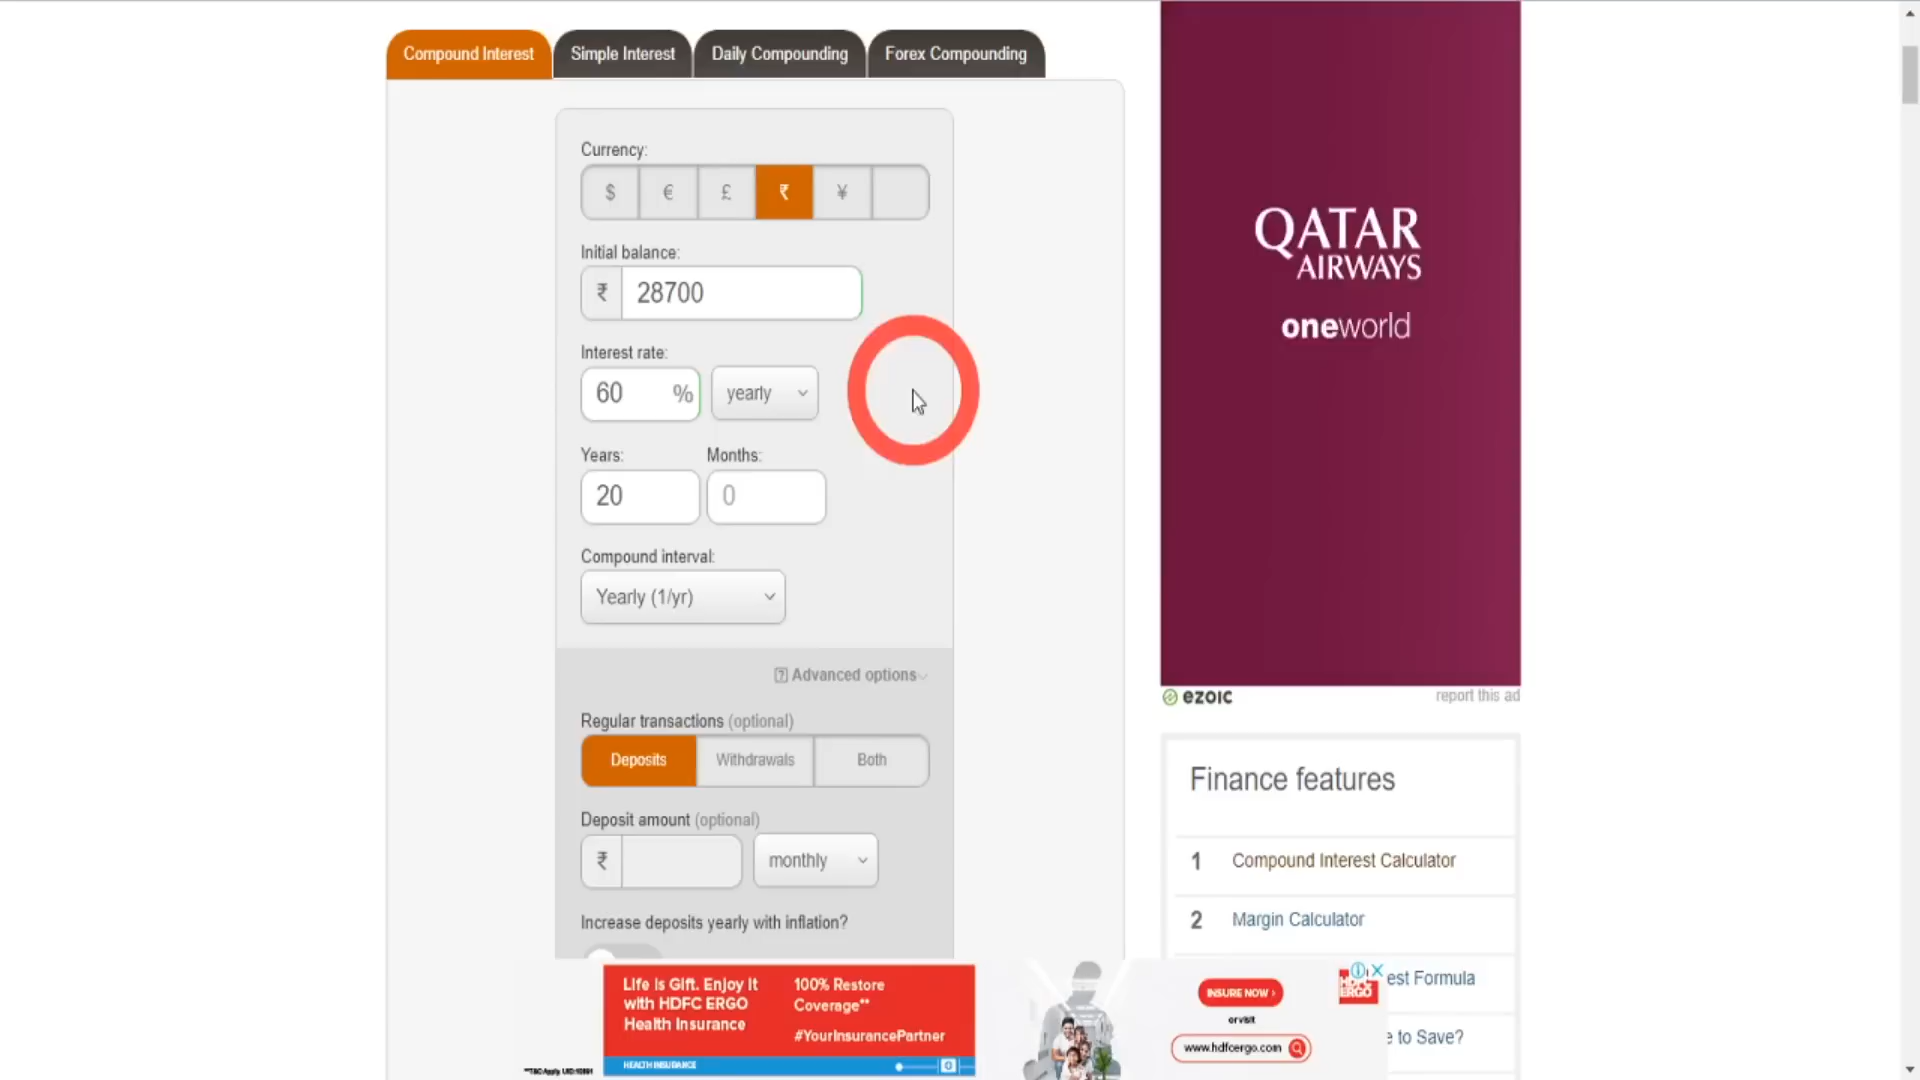 Compound Interest
Simple Interest
Daily Compounding
Forex Compounding
Currency:
$
€
£
₹
¥
Initial balance:
₹ 28700
Interest rate:
60 %
yearly
Years:
Months:
20
0
Compound interval:
Yearly (1/yr)
Advanced options
Regular transactions (optional)
Deposits
Withdrawals
Both
Deposit amount (optional)
₹
monthly
Increase deposits yearly with inflation?
QATAR
AIRWAYS
oneworld
ezoic
report this ad
Finance features
1 Compound Interest Calculator
2 Margin Calculator
est Formula
e to Save?
Life is Gift. Enjoy It
with HDFC ERGO
Health Insurance
100% Restore
Coverage**
#YourInsurancePartner
HEALTH INSURANCE
INSURE NOW ›
or visit
www.hdfcergo.com
HDFC
ERGO